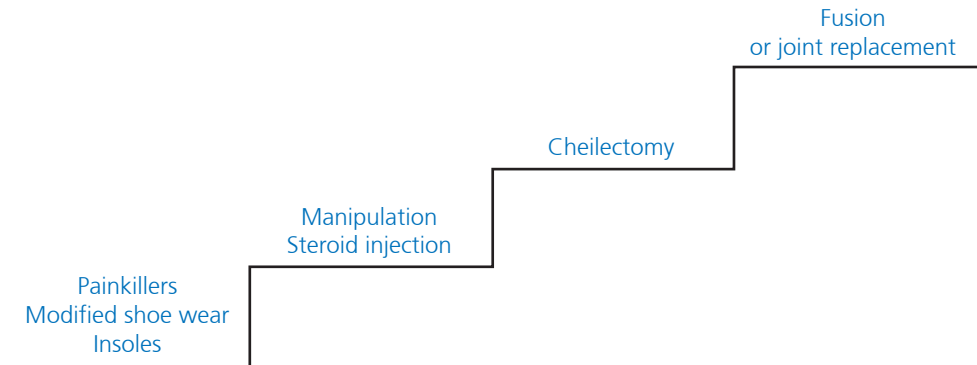 Fusion
or joint replacement
Cheilectomy
Manipulation
Steroid injection
Painkillers
Modified shoe wear
Insoles